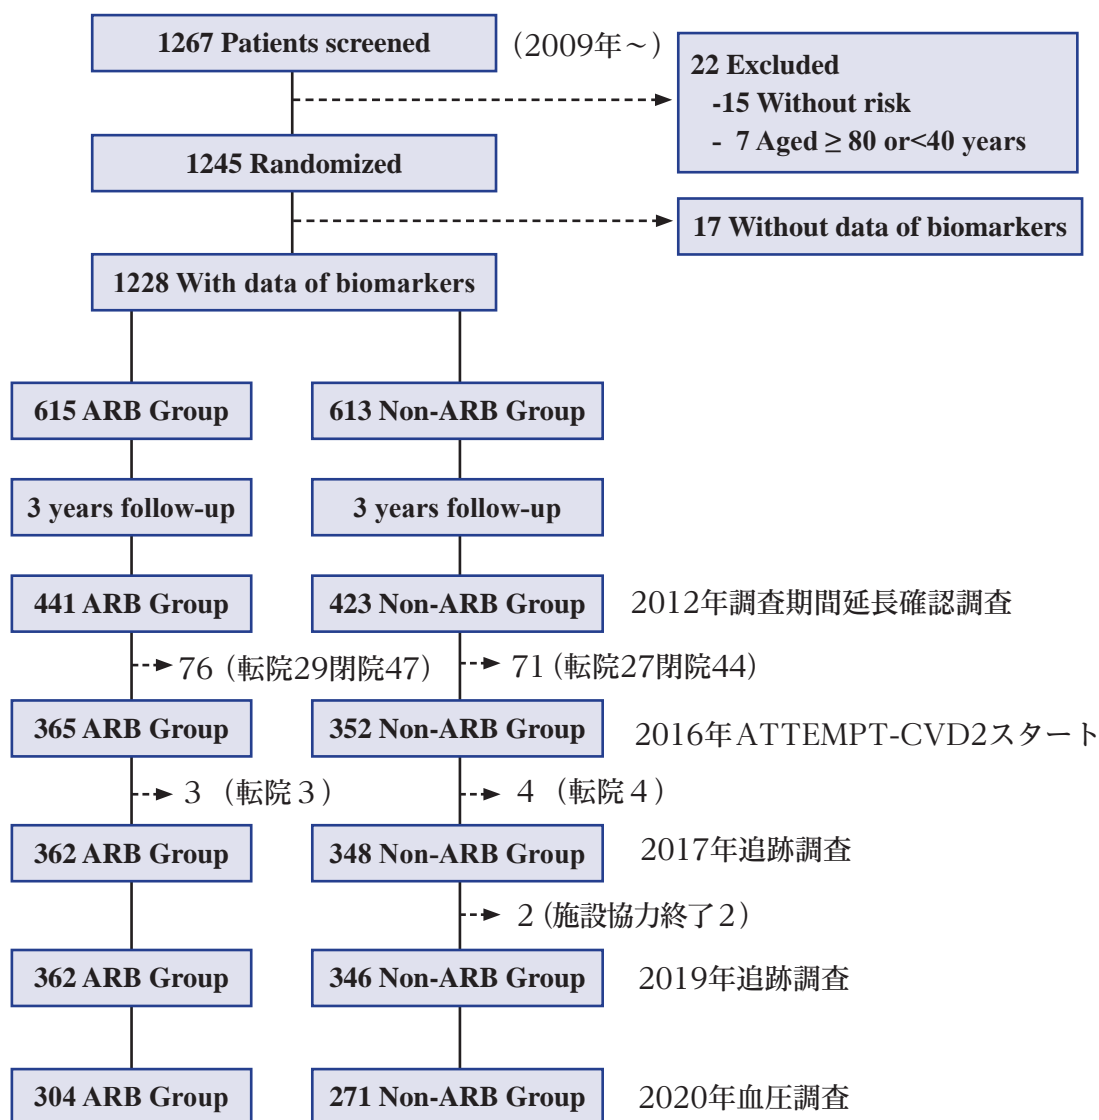 1267 Patients screened
（2009年～）
22 Excluded
-15 Without risk
- 7 Aged ≥ 80 or<40 years
1245 Randomized
17 Without data of biomarkers
1228 With data of biomarkers
615 ARB Group
613 Non-ARB Group
3 years follow-up
3 years follow-up
441 ARB Group
423 Non-ARB Group
2012年調査期間延長確認調査
76（転院29閉院47）
71（転院27閉院44）
365 ARB Group
352 Non-ARB Group
2016年ATTEMPT-CVD2スタート
3 （転院３）
4 （転院４）
362 ARB Group
348 Non-ARB Group
2017年追跡調査
2（施設協力終了２）
362 ARB Group
346 Non-ARB Group
2019年追跡調査
304 ARB Group
271 Non-ARB Group
2020年血圧調査